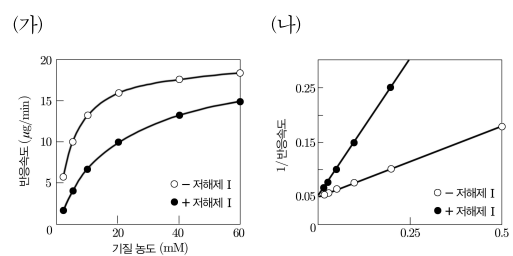 (가)
20
15
10
5
0
20
40
60
반응속도 (μg/min)
기질 농도 (mM)
− 저해제 I
+ 저해제 I
(나)
0.25
0.15
0.05
0
0.25
0.5
1/반응속도
− 저해제 I
+ 저해제 I